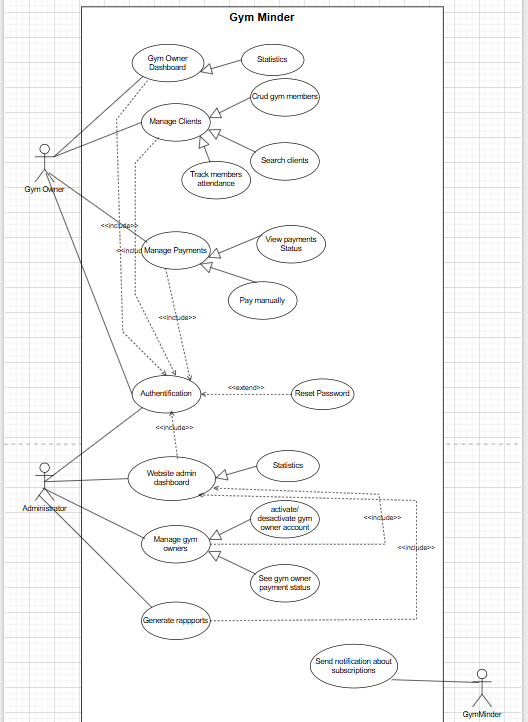 Gym Minder
Gym Owner
Dashboard
Statistics
Crud gym members
Manage Clients
Search clients
Track members
attendance
Gym Owner
<<include>>
<<includ
Manage Payments
View payments
Status
Pay manually
<<include>>
Authentification
<<extend>>
Reset Password
<<include>>
Website admin
dashboard
Statistics
Administrator
activate/
desactivate gym
owner account
<<include>>
Manage gym
owners
<<include>>
See gym owner
payment status
Generate rappports
Send notification about
subscriptions
GymMinder